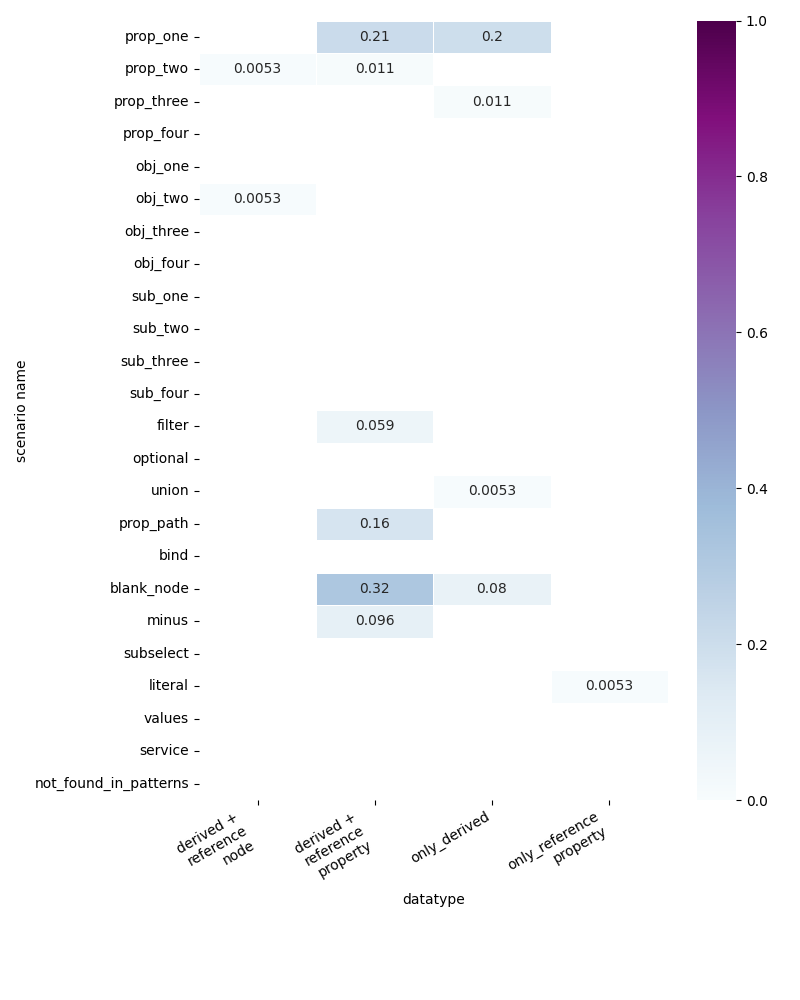 prop_one
0.21
0.2
prop_two
0.0053
0.011
prop_three
0.011
prop_four
obj_one
obj_two
0.0053
obj_three
obj_four
sub_one
sub_two
sub_three
sub_four
filter
0.059
optional
union
0.0053
prop_path
0.16
bind
blank_node
0.32
0.08
minus
0.096
subselect
literal
0.0053
values
service
not_found_in_patterns
scenario name
derived +
reference
node
derived +
reference
property
only_derived
only_reference
property
datatype
1.0
0.8
0.6
0.4
0.2
0.0